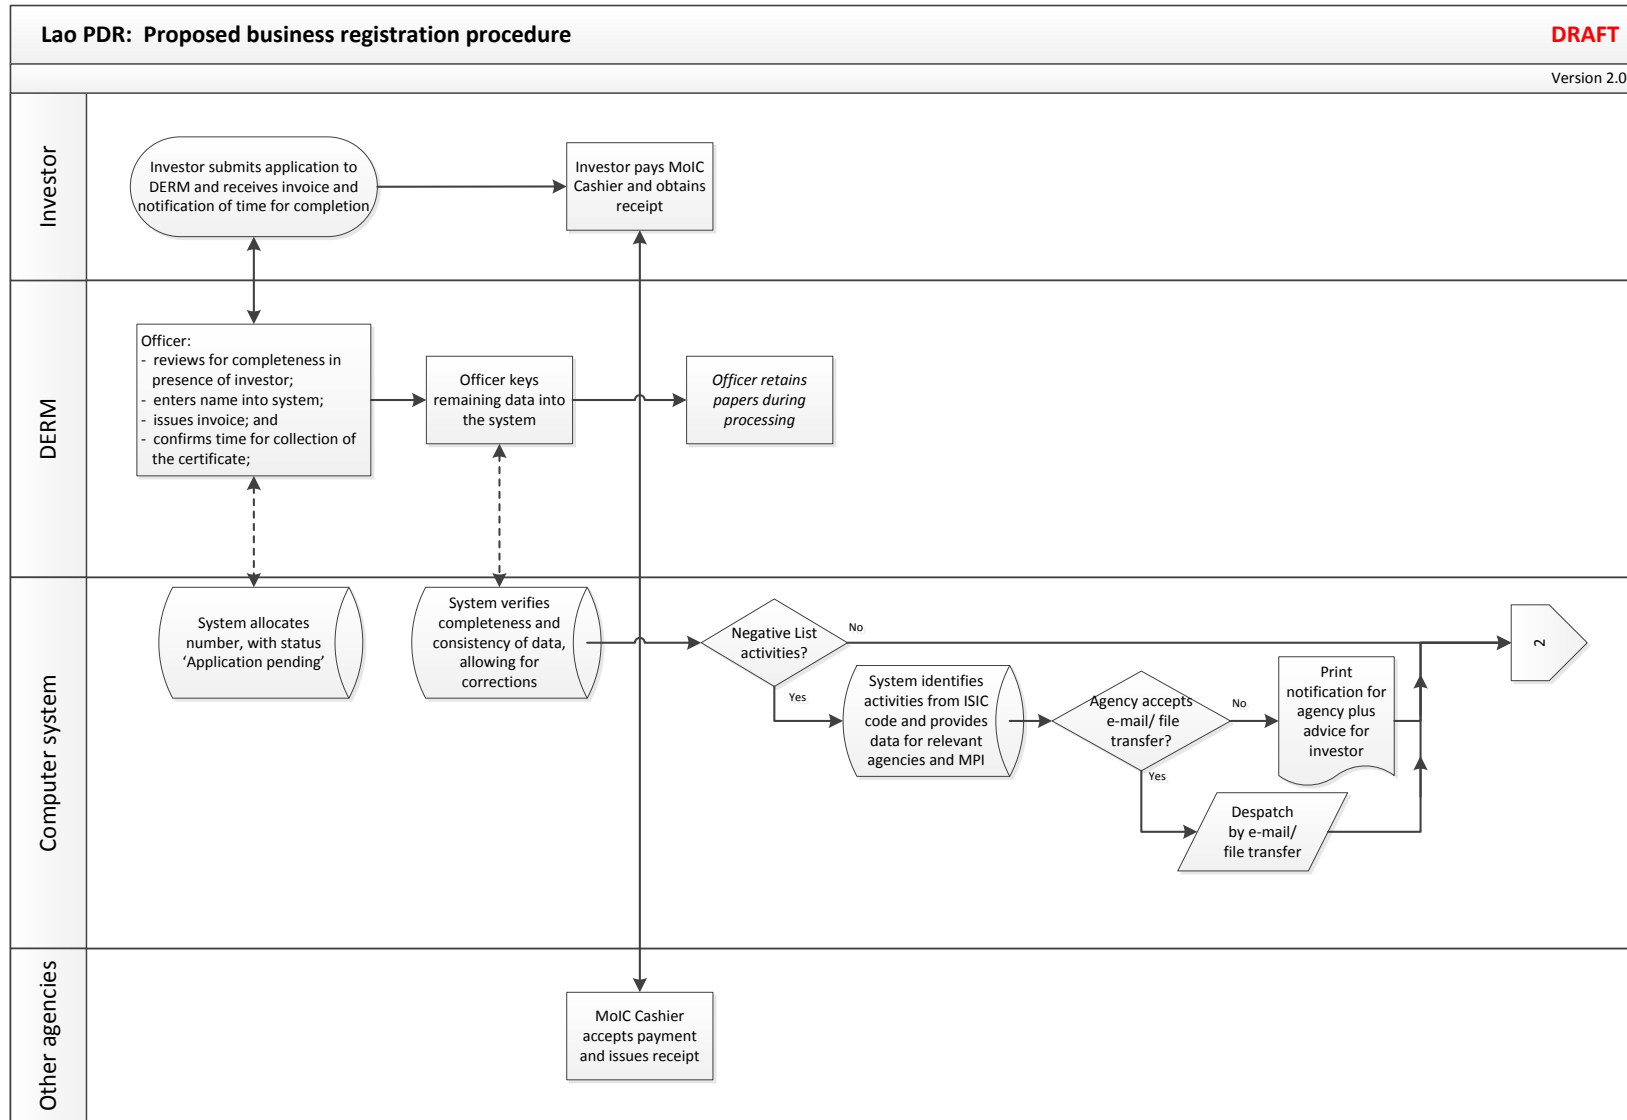 Lao PDR:  Proposed business registration procedure
DRAFT
Version 2.0
Investor
Investor submits application to
DERM and receives invoice and
notification of time for completion
Investor pays MoIC
Cashier and obtains
receipt
DERM
Officer:
- reviews for completeness in
presence of investor;
- enters name into system;
- issues invoice; and
- confirms time for collection of
the certificate;
Officer keys
remaining data into
the system
Officer retains
papers during
processing
Computer system
System allocates
number, with status
‘Application pending’
System verifies
completeness and
consistency of data,
allowing for
corrections
Negative List
activities?
No
Yes
System identifies
activities from ISIC
code and provides
data for relevant
agencies and MPI
Agency accepts
e-mail/ file
transfer?
No
Yes
Print
notification for
agency plus
advice for
investor
Despatch
by e-mail/
file transfer
2
Other agencies
MoIC Cashier
accepts payment
and issues receipt